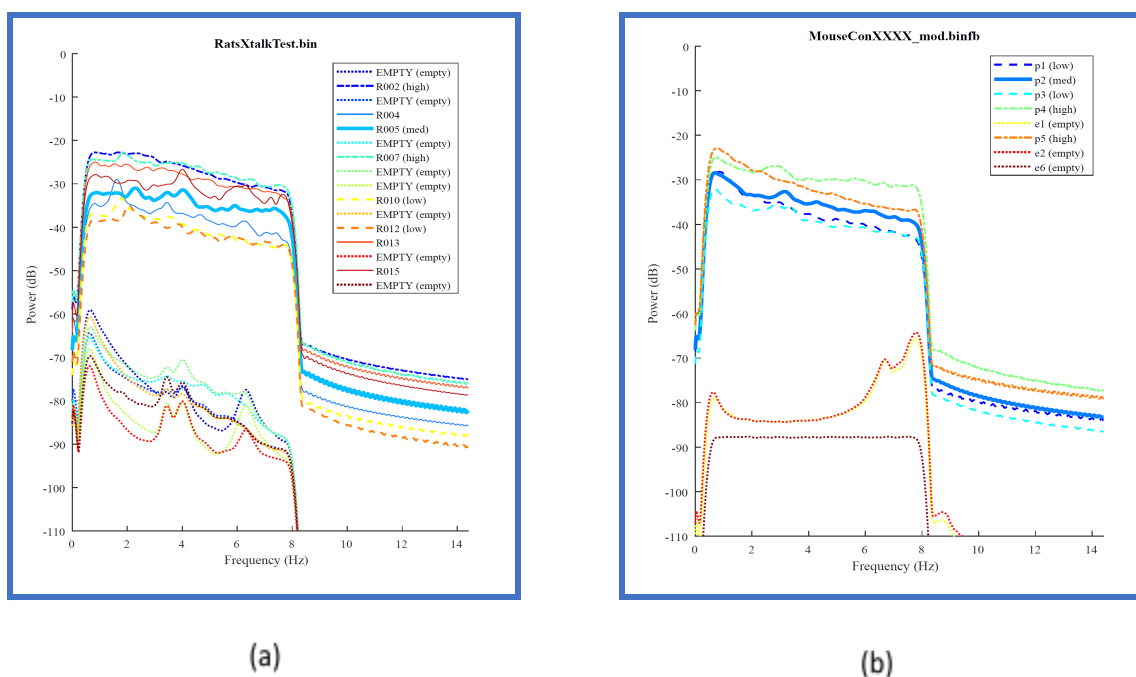 RatsXtalkTest.bin
0
-10
-20
-30
-40
-50
-60
-70
-80
-90
-100
-110
Power (dB)
EMPTY (empty)
R002 (high)
EMPTY (empty)
R004
R005 (med)
EMPTY (empty)
R007 (high)
EMPTY (empty)
EMPTY (empty)
R010 (low)
EMPTY (empty)
R012 (low)
R013
EMPTY (empty)
R015
EMPTY (empty)
0 2 4 6 8 10 12 14
Frequency (Hz)
(a)
MouseConXXXX_mod.binfb
0
-10
-20
-30
-40
-50
-60
-70
-80
-90
-100
-110
Power (dB)
p1 (low)
p2 (med)
p3 (low)
p4 (high)
e1 (empty)
p5 (high)
e2 (empty)
e6 (empty)
0 2 4 6 8 10 12 14
Frequency (Hz)
(b)